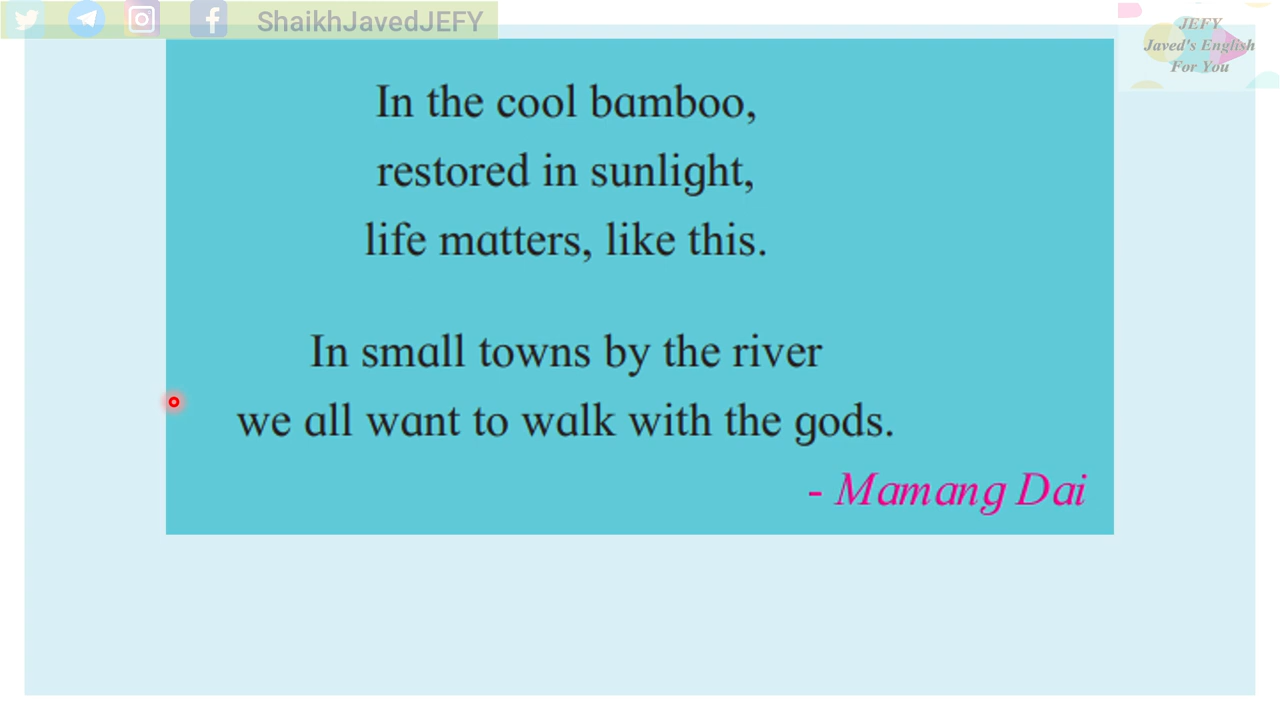 ShaikhJavedJEFY
JEFY
Javed's English
For You
In the cool bamboo,
restored in sunlight,
life matters, like this.
In small towns by the river
we all want to walk with the gods.
- Mamang Dai